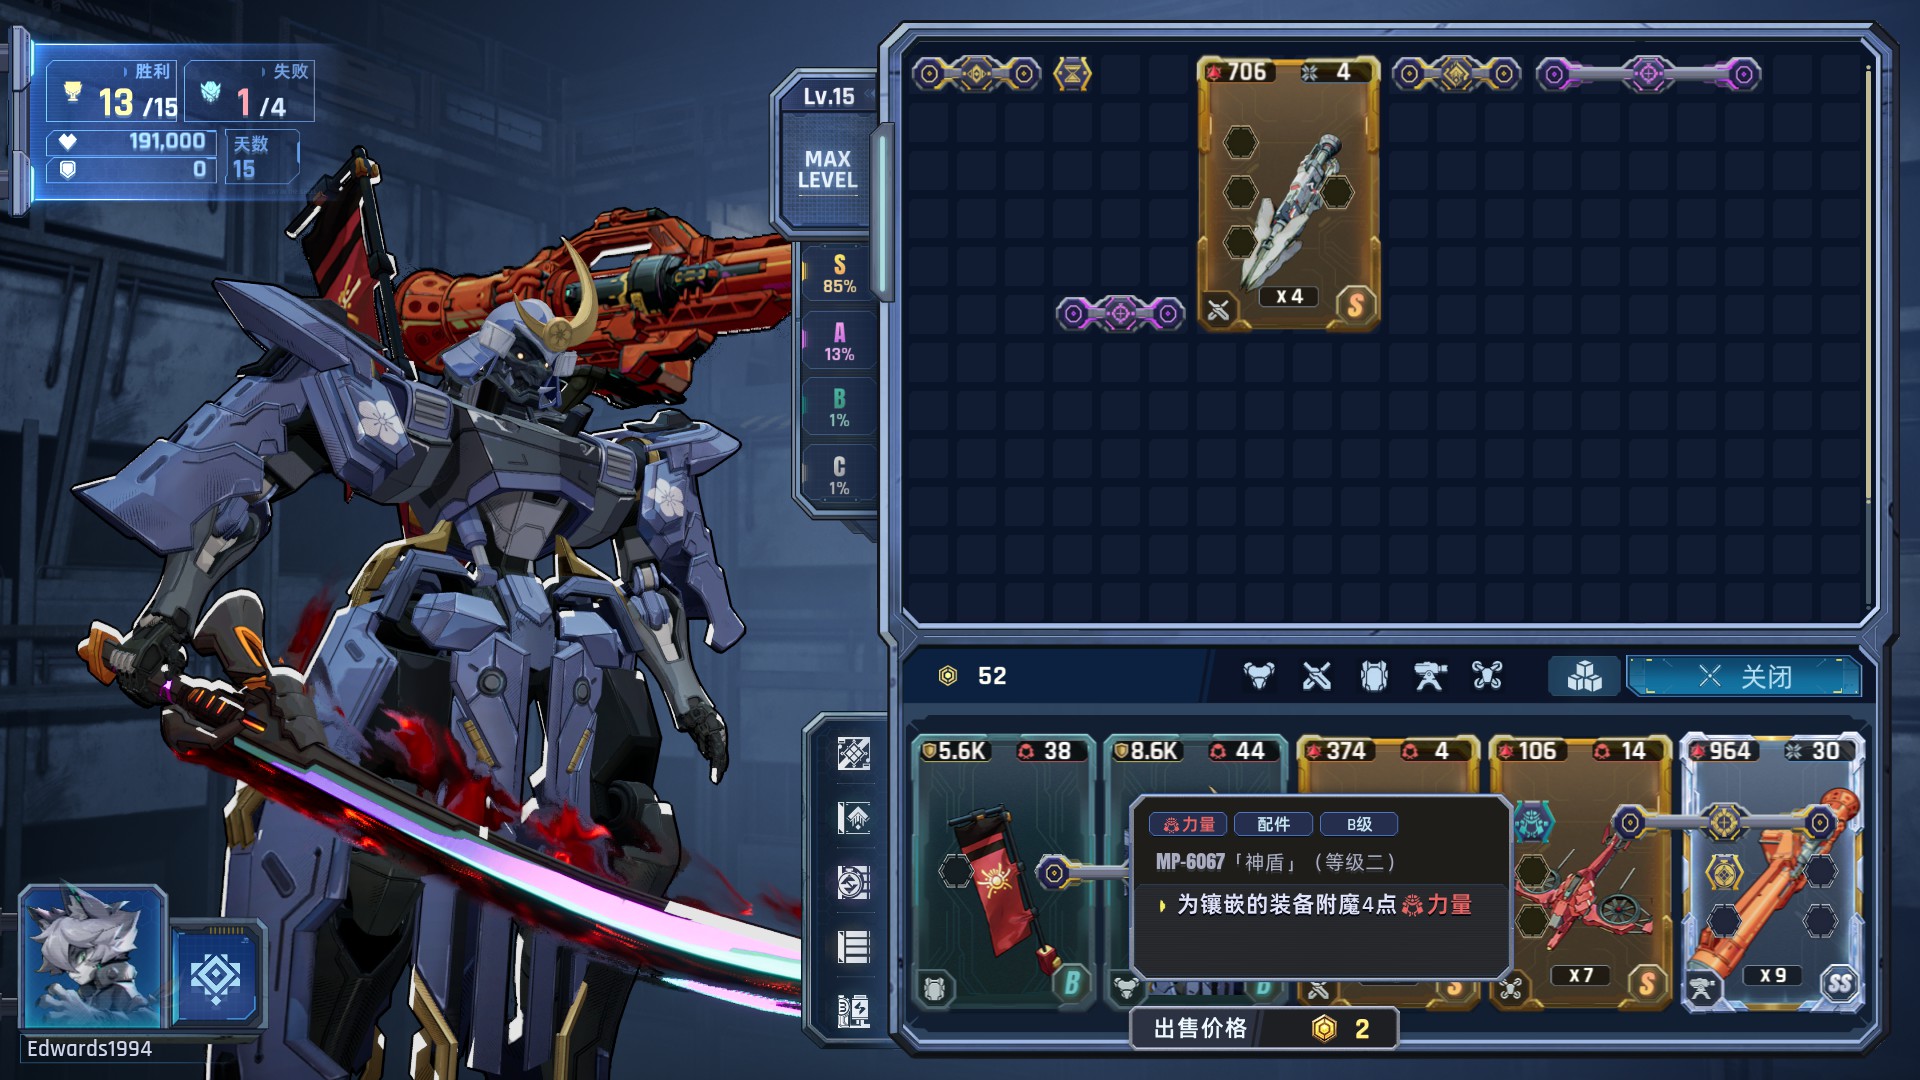 胜利
13 /15
失败
1 /4
191,000
0
天数
15
Lv.15
MAX
LEVEL
S
85%
A
13%
B
1%
C
1%
706
4
x 4
S
52
关闭
5.6K
38
B
8.6K
44
B
374
4
S
106
14
x 7
S
964
30
x 9
SS
力量
配件
B级
MP-6067「神盾」（等级二）
为镶嵌的装备附魔4点力量
出售价格
2
Edwards1994